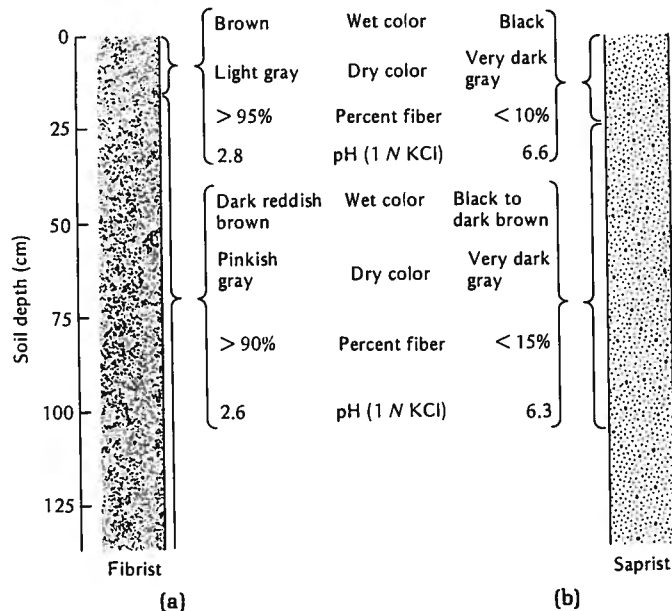 0
25
50
75
100
125
Soil depth (cm)
Brown Wet color Black
Light gray Dry color Very dark
gray
> 95% Percent fiber < 10%
2.8 pH (1 N KCl) 6.6
Dark reddish
brown Wet color Black to
dark brown
Pinkish
gray Dry color Very dark
gray
> 90% Percent fiber < 15%
2.6 pH (1 N KCl) 6.3
Fibrist Saprist
(a) (b)